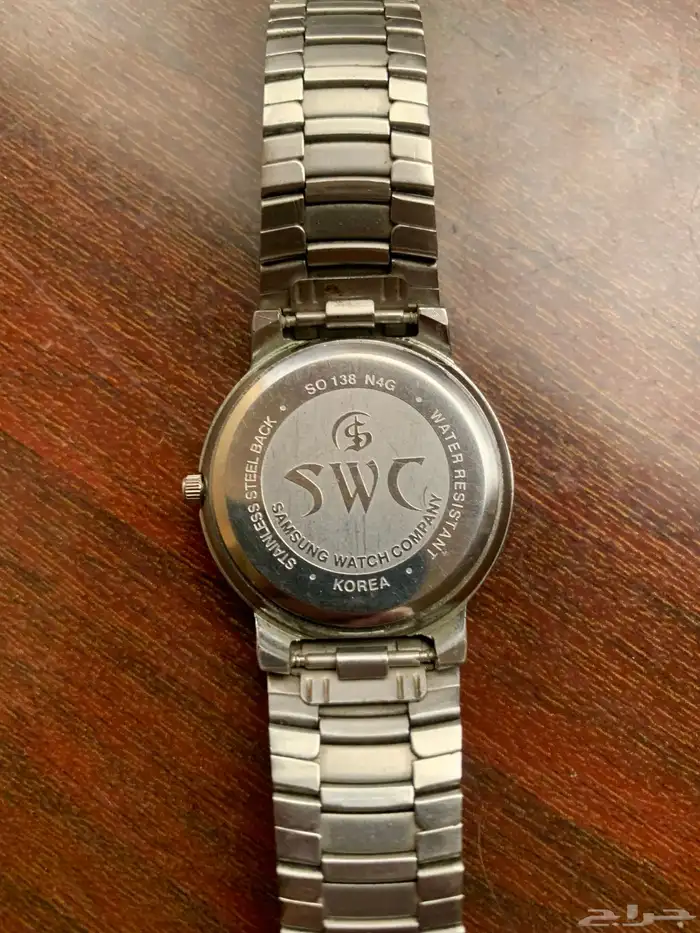 SO 138 N4G
WATER RESISTANT
KOREA
STAINLESS STEEL BACK
S
SWC
SAMSUNG WATCH COMPANY
حراج